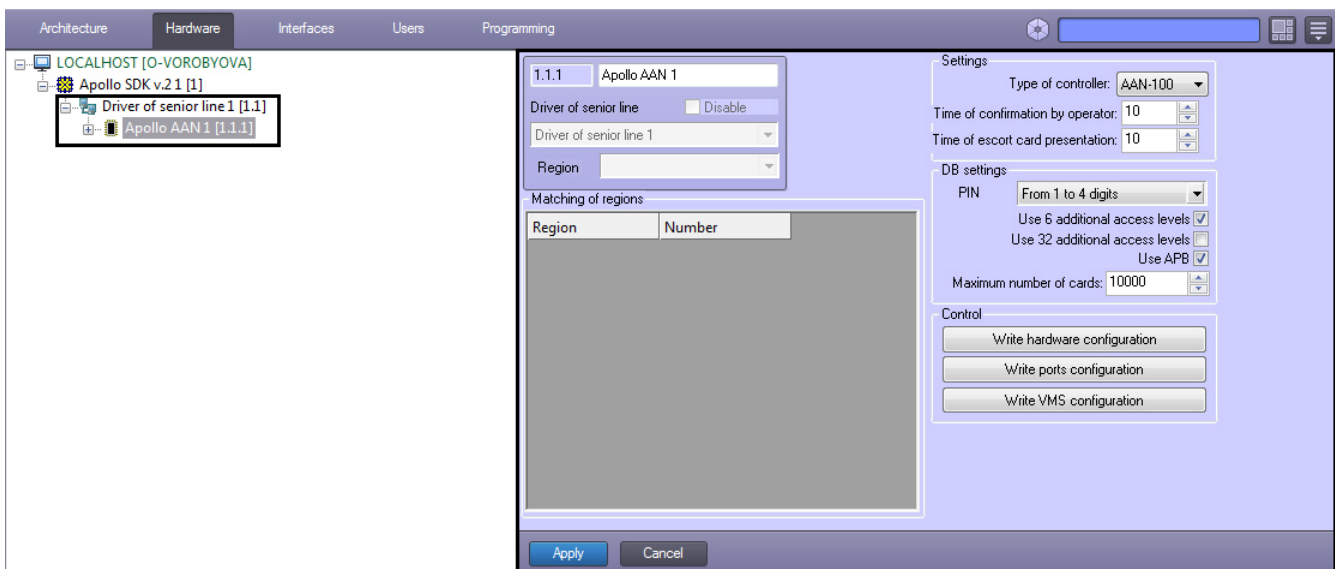 Architecture Hardware Interfaces Users Programming
LOCALHOST [O-VOROBYOVA]
Apollo SDK v.2 1 [1]
Driver of senior line 1 [1.1]
Apollo AAN 1 [1.1.1]
1.1.1 Apollo AAN 1
Driver of senior line Disable
Driver of senior line 1
Region
Matching of regions
Region Number
Settings
Type of controller: AAN-100
Time of confirmation by operator: 10
Time of escort card presentation: 10
DB settings
PIN From 1 to 4 digits
Use 6 additional access levels
Use 32 additional access levels
Use APB
Maximum number of cards: 10000
Control
Write hardware configuration
Write ports configuration
Write VMS configuration
Apply Cancel